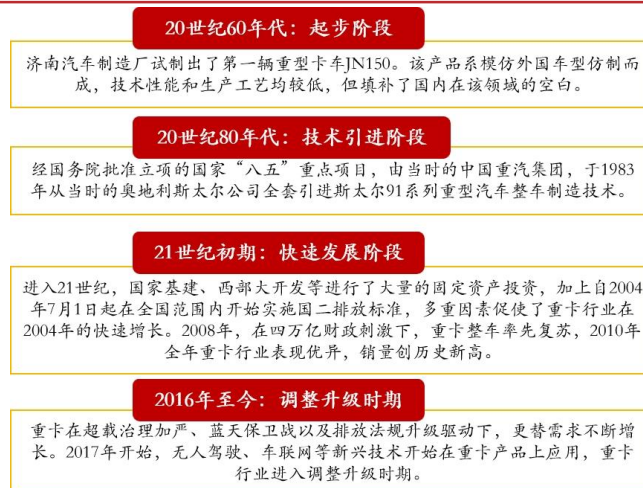 20世纪60年代：起步阶段
济南汽车制造厂试制出了第一辆重型卡车JN150。该产品系模仿外国车型仿制而
成，技术性能和生产工艺均较低，但填补了国内在该领域的空白。
20世纪80年代：技术引进阶段
经国务院批准立项的国家“八五”重点项目，由当时的中国重汽集团，于1983
年从当时的奥地利斯太尔公司全套引进斯太尔91系列重型汽车整车制造技术。
21世纪初期：快速发展阶段
进入21世纪，国家基建、西部大开发等进行了大量的固定资产投资，加上自2004
年7月1日起在全国范围内开始实施国二排放标准，多重因素促使了重卡行业在
2004年的快速增长。2008年，在四万亿财政刺激下，重卡整车率先复苏，2010年
全年重卡行业表现优异，销量创历史新高。
2016年至今：调整升级时期
重卡在超载治理加严、蓝天保卫战以及排放法规升级驱动下，更替需求不断增
长。2017年开始，无人驾驶、车联网等新兴技术开始在重卡产品上应用，重卡
行业进入调整升级时期。